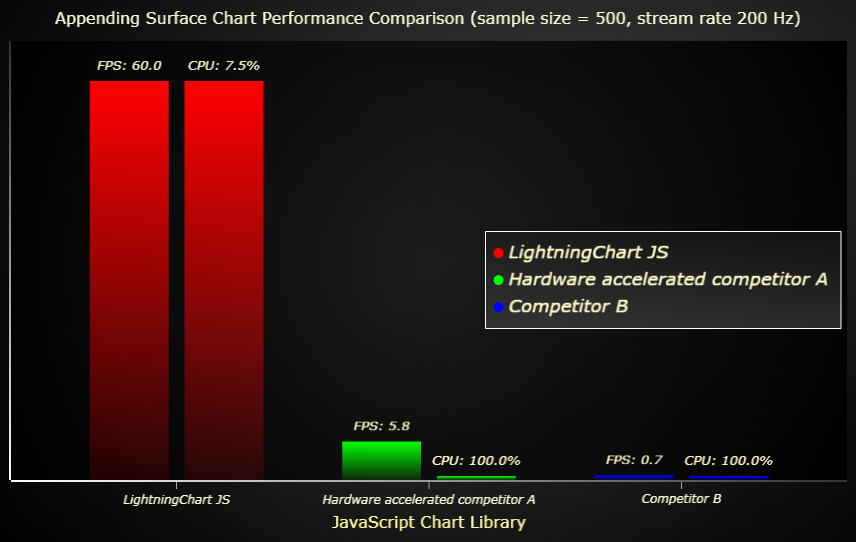 Appending Surface Chart Performance Comparison (sample size = 500, stream rate 200 Hz)
FPS: 60.0
CPU: 7.5%
LightningChart JS
Hardware accelerated competitor A
Competitor B
FPS: 5.8
CPU: 100.0%
FPS: 0.7
CPU: 100.0%
LightningChart JS
Hardware accelerated competitor A
Competitor B
JavaScript Chart Library